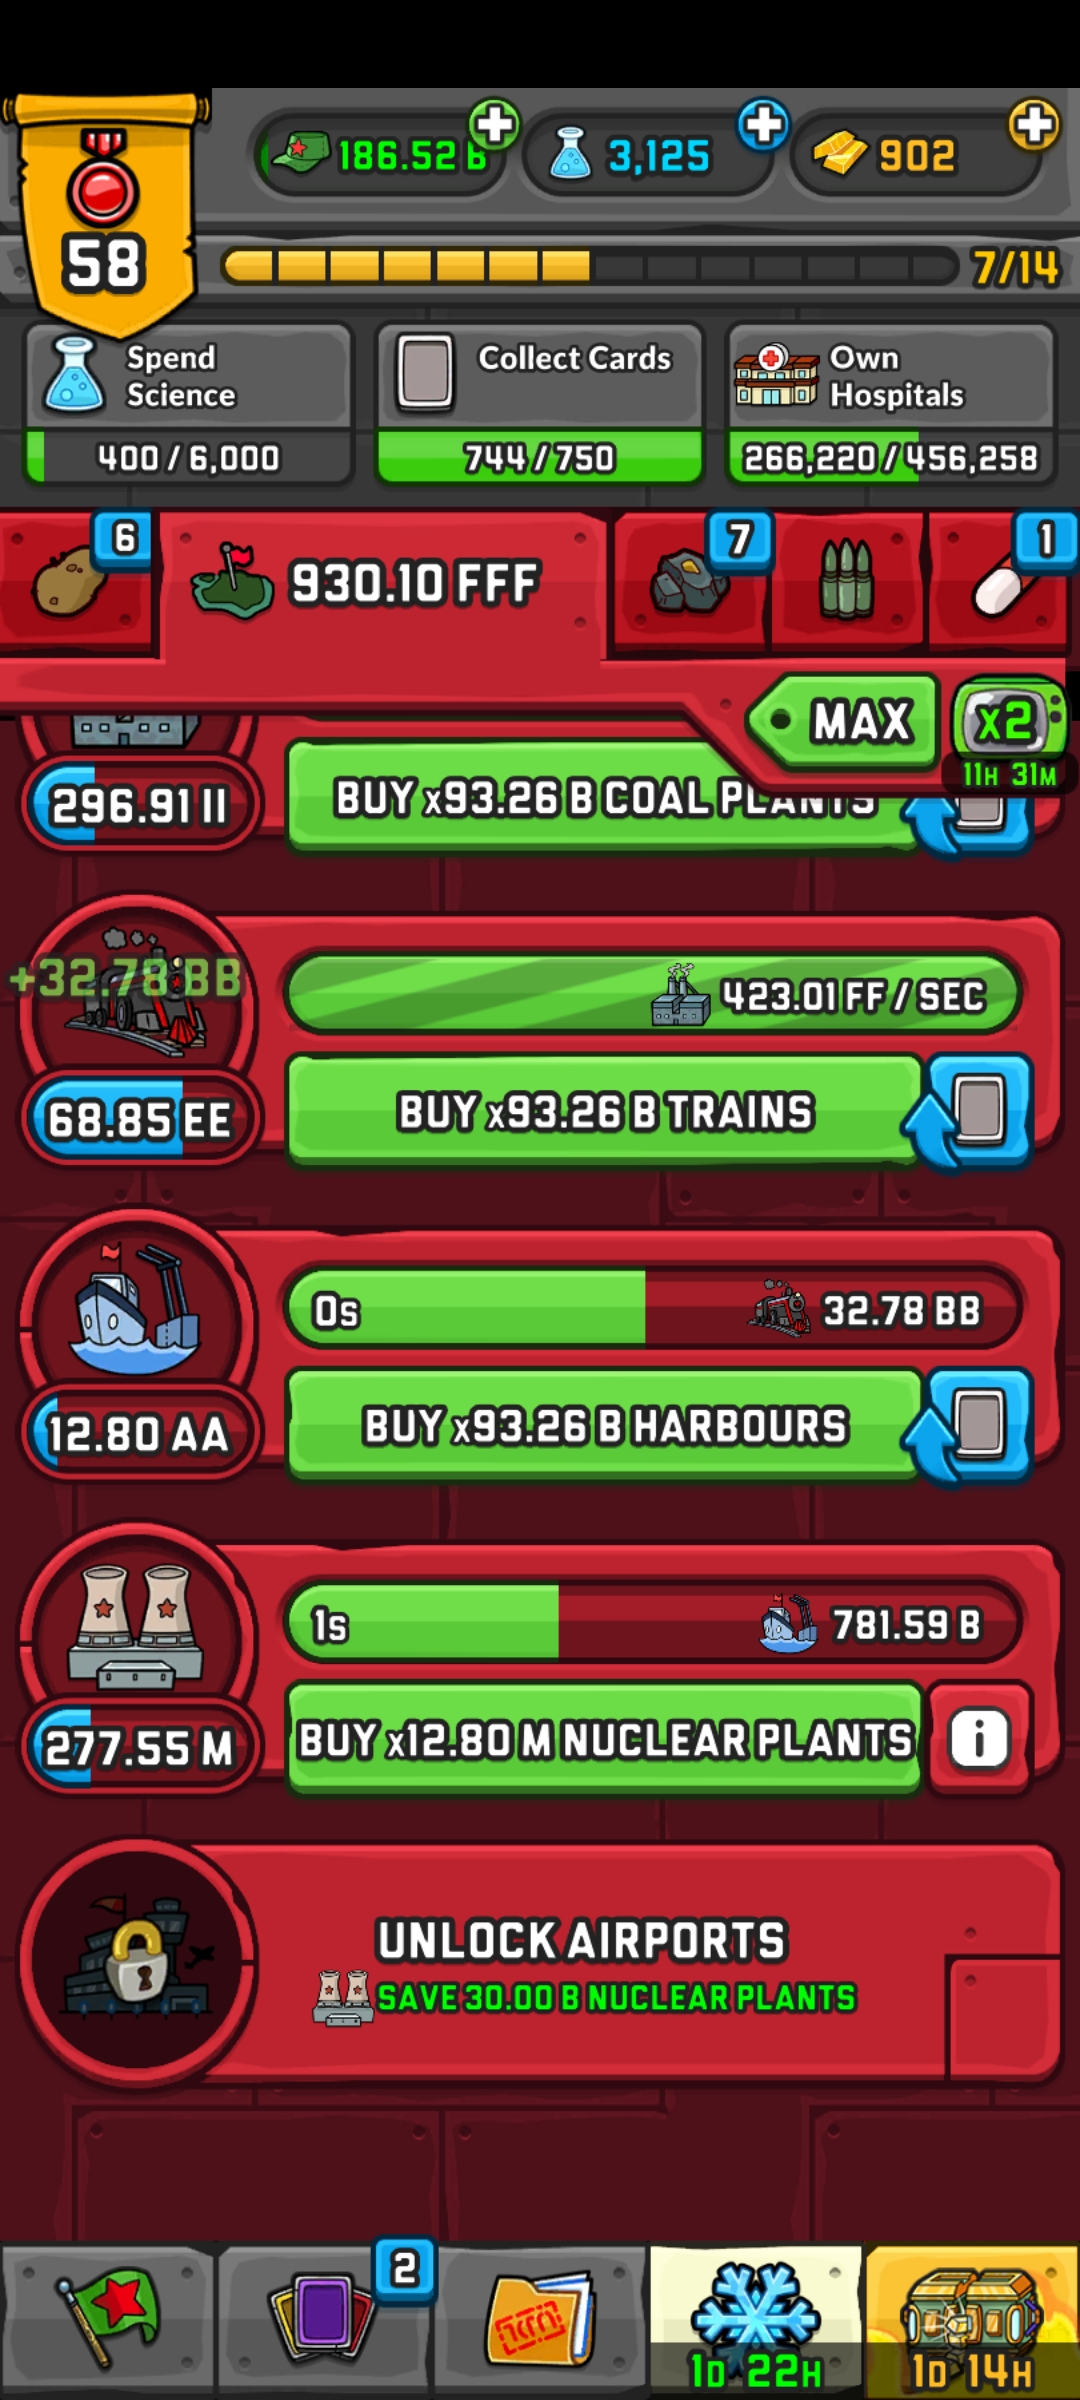 58
186.52 B
3,125
902
7/14
Spend
Science
400 / 6,000
Collect Cards
744 / 750
Own
Hospitals
266,220 / 456,258
6
930.10 FFF
7
1
MAX
x2
11H 31M
296.91 II
BUY x93.26 B COAL PLANTS
+32.78 BB
423.01 FF / SEC
68.85 EE
BUY x93.26 B TRAINS
0s
32.78 BB
12.80 AA
BUY x93.26 B HARBOURS
1s
781.59 B
277.55 M
BUY x12.80 M NUCLEAR PLANTS
i
UNLOCK AIRPORTS
SAVE 30.00 B NUCLEAR PLANTS
2
1D 22H
1D 14H